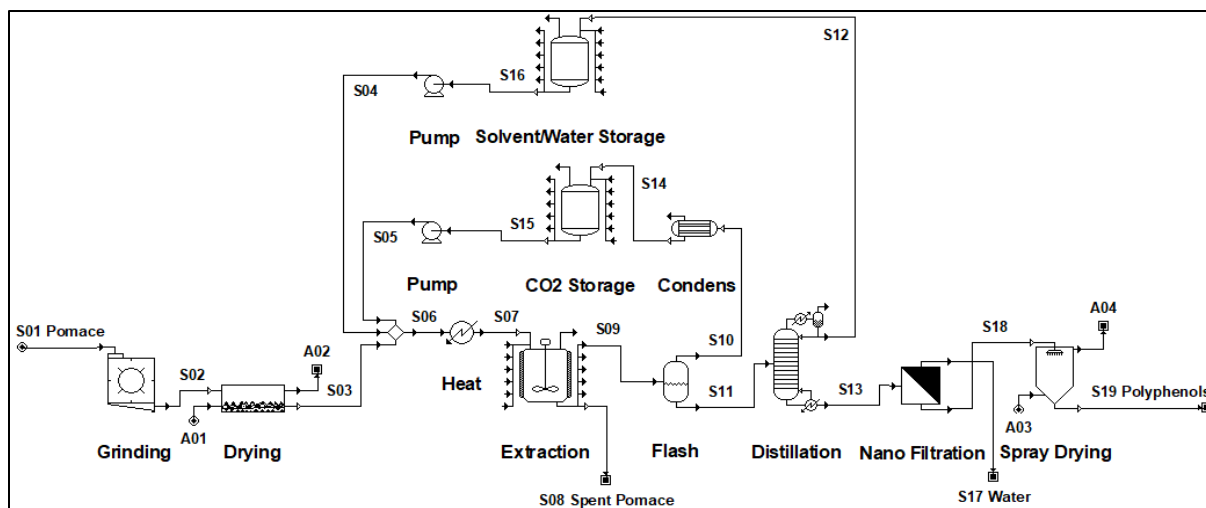 S12
S16
S04
Pump
Solvent/Water Storage
S14
S15
S05
Pump
CO2 Storage
Condens
S01 Pomace
S06
S07
S09
S10
S18
A04
A02
S02
S03
Heat
S11
S13
S19 Polyphenols
A01
A03
Grinding
Drying
Extraction
Flash
Distillation
Nano Filtration
Spray Drying
S08 Spent Pomace
S17 Water